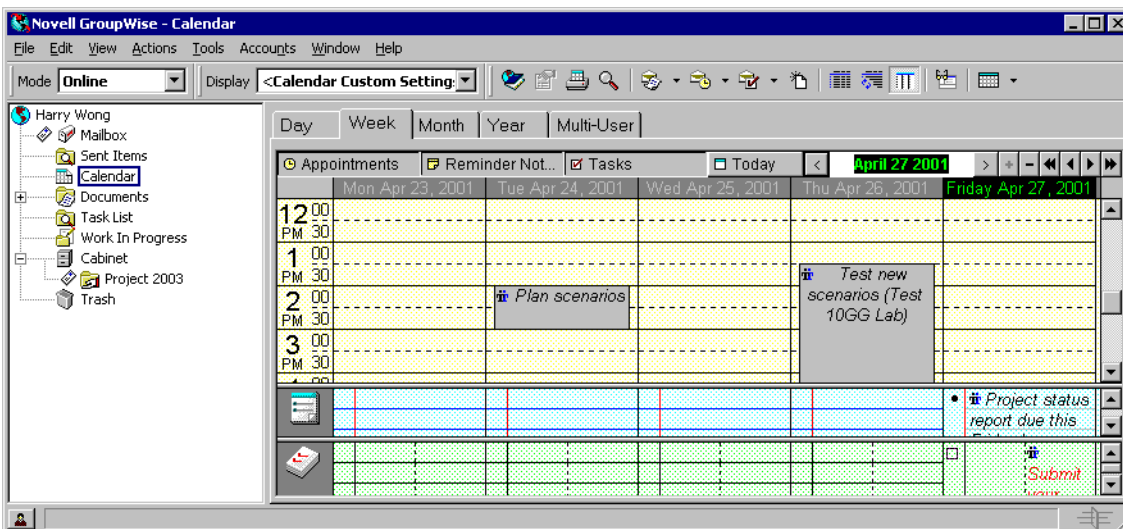 Novell GroupWise - Calendar
File Edit View Actions Tools Accounts Window Help
Mode Online Display <Calendar Custom Setting:
Harry Wong
Mailbox
Sent Items
Calendar
Documents
Task List
Work In Progress
Cabinet
Project 2003
Trash
Day Week Month Year Multi-User
Appointments Reminder Not... Tasks Today < April 27 2001 > + -
Mon Apr 23, 2001 Tue Apr 24, 2001 Wed Apr 25, 2001 Thu Apr 26, 2001 Friday Apr 27, 2001
12 00
PM 30
1 00
PM 30
2 00
PM 30
3 00
PM 30
Plan scenarios
Test new
scenarios (Test
10GG Lab)
Project status
report due this
Submit